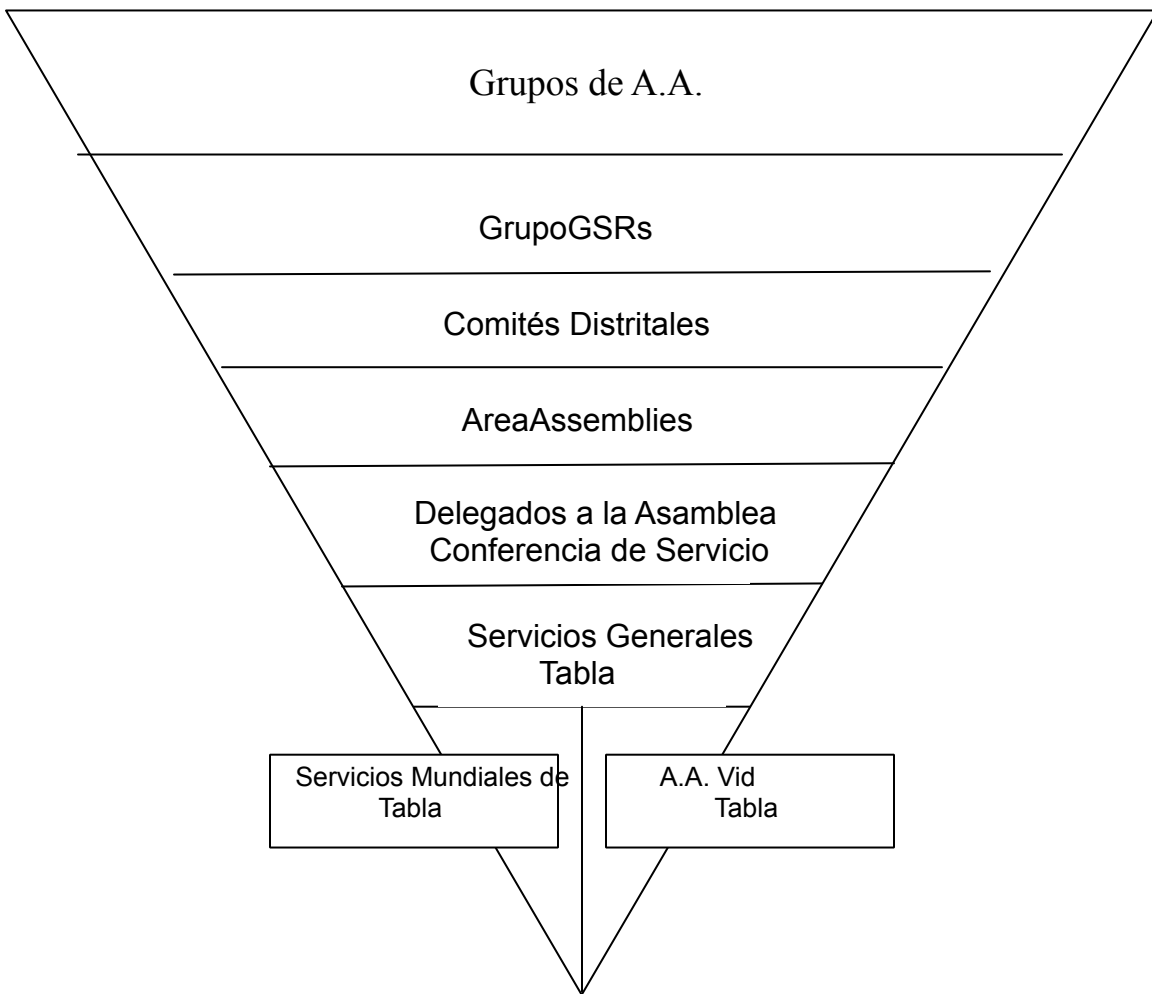 Grupos de A.A.
GrupoGSRs
Comités Distritales
AreaAssemblies
Delegados a la Asamblea
Conferencia de Servicio
Servicios Generales
Tabla
Servicios Mundiales de
Tabla
A.A. Vid
Tabla